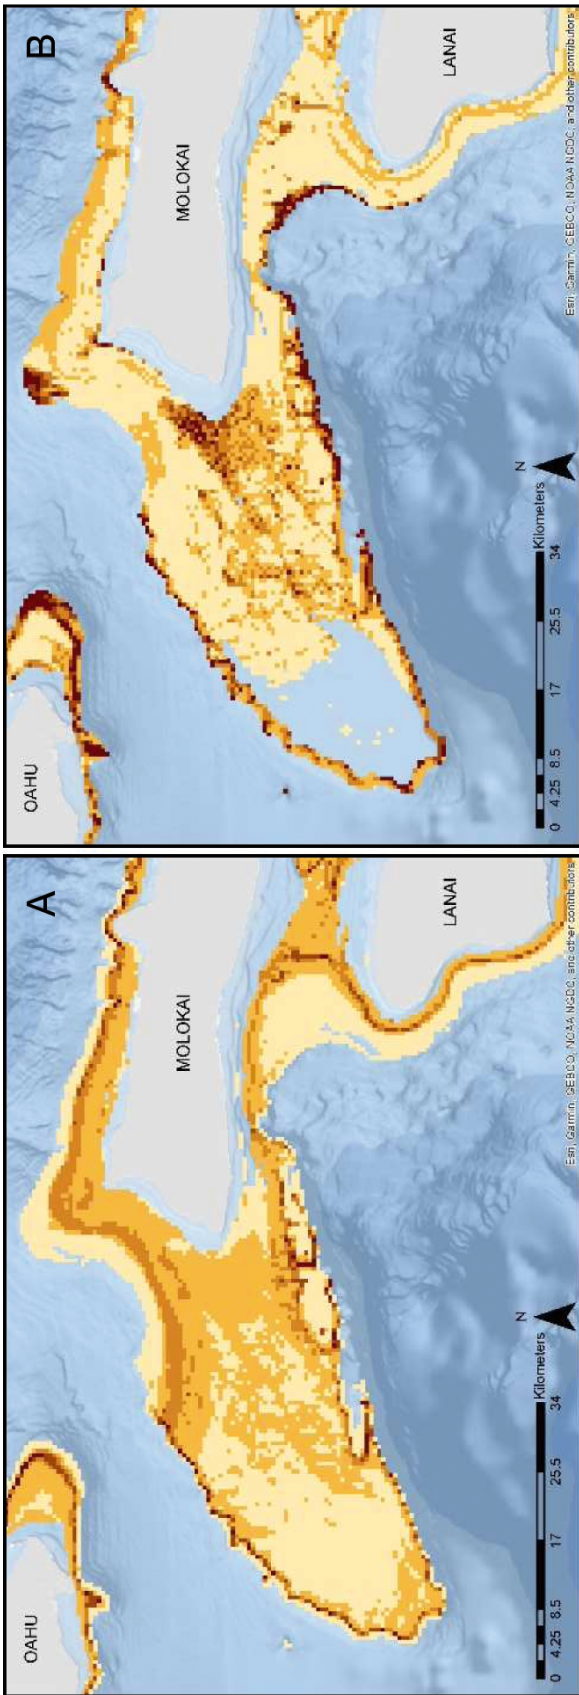 A
OAHU
MOLOKAI
LANAI
N
Kilometers
0 4.25 8.5 17 25.5 34
Esri, Garmin, GEBCO, NOAA NGDC, and other contributors
B
OAHU
MOLOKAI
LANAI
N
Kilometers
0 4.25 8.5 17 25.5 34
Esri, Garmin, GEBCO, NOAA NGDC, and other contributors